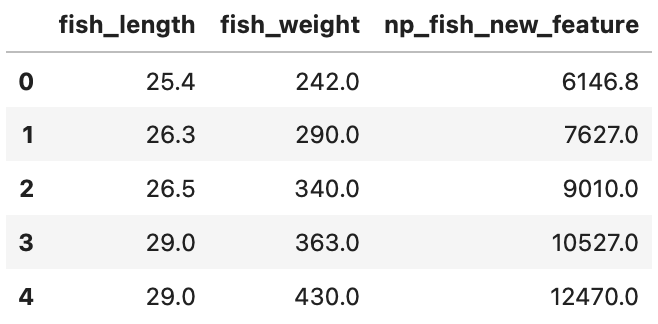 fish_length fish_weight np_fish_new_feature
0 25.4 242.0 6146.8
1 26.3 290.0 7627.0
2 26.5 340.0 9010.0
3 29.0 363.0 10527.0
4 29.0 430.0 12470.0